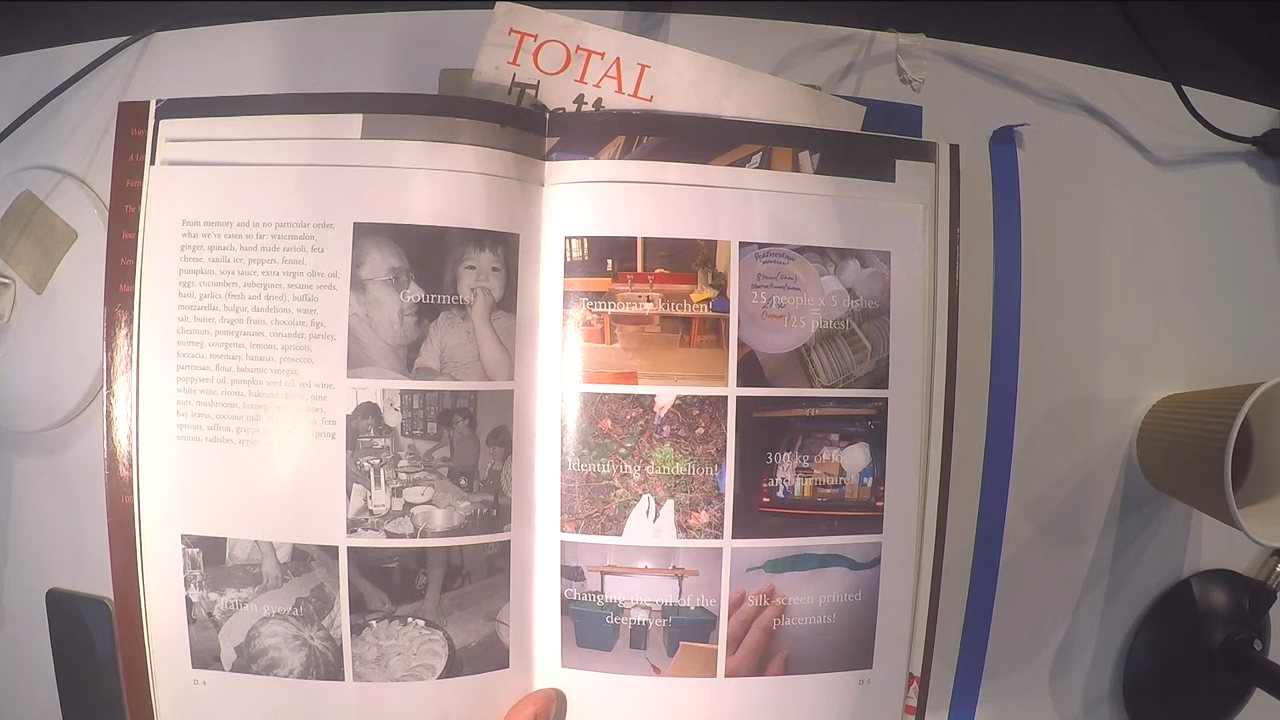 TOTAL
From memory and in no particular order,
what we've eaten so far: watermelon,
ginger, spinach, hand made ravioli, feta
cheese, vanilla ice, peppers, fennel,
pumpkins, soya sauce, extra virgin olive oil,
eggs, cucumbers, aubergines, sesame seeds,
basil, garlics (fresh and dried), buffalo
mozzarellas, bulgur, dandelions, water,
salt, butter, dragon fruits, chocolate, figs,
chestnuts, pomegranates, coriander, parsley,
nutmeg, courgettes, lemons, apricots,
foccacia, rosemary, bananas, prosecco,
parmesan, flour, balsamic vinegar,
poppyseed oil, pumpkin seed oil, red wine,
white wine, ricotta, haloumi cheese, pine
nuts, mushrooms,
bay leaves, coconut milk, fern
sprouts, saffron, grappa, spring
onions, radishes,
Gourmets!
Italian gyoza!
D. 4
Temporary kitchen!
25 people x 5 dishes
=
125 plates!
Identifying dandelion!
300 kg of
and furniture!
Changing the oil of the
deepfryer!
Silk-screen printed
placemats!
D 5